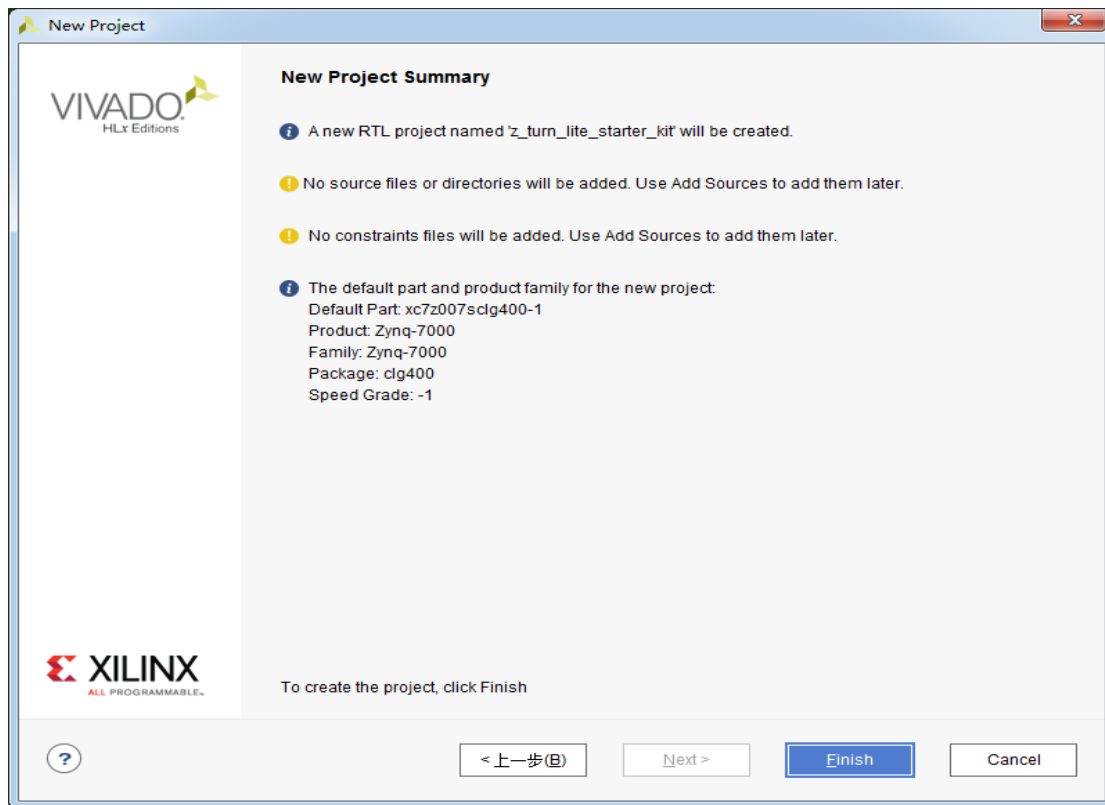 New Project
VIVADO.
HLx Editions
New Project Summary
A new RTL project named 'z_turn_lite_starter_kit' will be created.
No source files or directories will be added. Use Add Sources to add them later.
No constraints files will be added. Use Add Sources to add them later.
The default part and product family for the new project:
Default Part: xc7z007sclg400-1
Product: Zynq-7000
Family: Zynq-7000
Package: clg400
Speed Grade: -1
XILINX
ALL PROGRAMMABLE™
To create the project, click Finish
?
< 上一步(B)
Next >
Finish
Cancel